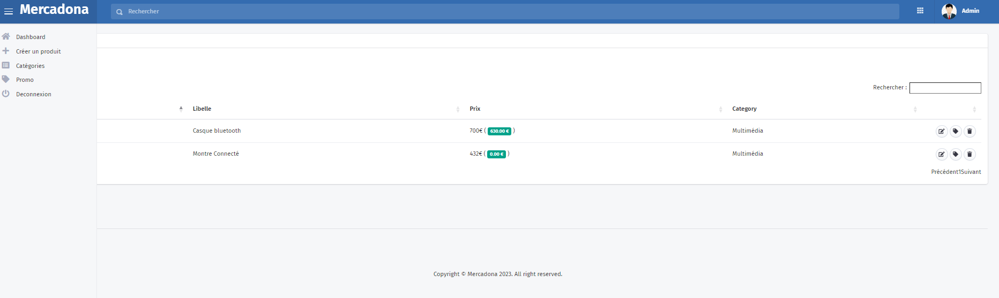 Mercadona
Rechercher
Admin
Dashboard
Créer un produit
Catégories
Promo
Deconnexion
Rechercher :
Libelle Prix Category
Casque bluetooth 700€ ( 630.00 € ) Multimédia
Montre Connecté 432€ ( 0.00 € ) Multimédia
Précédent1Suivant
Copyright © Mercadona 2023. All right reserved.